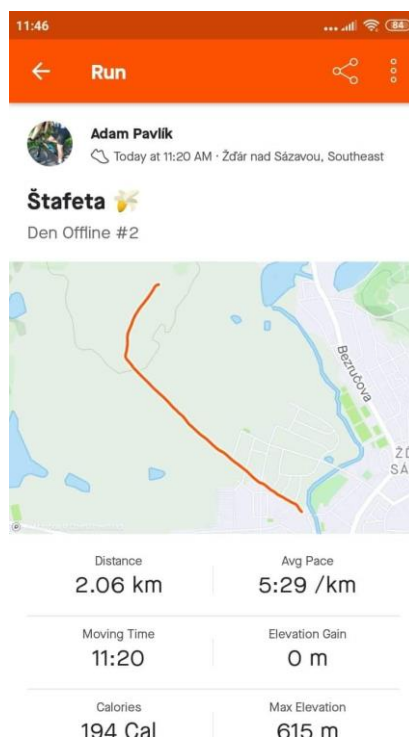 11:46
84
Run
Adam Pavlík
Today at 11:20 AM · Žďár nad Sázavou, Southeast
Štafeta 🍌
Den Offline #2
Bezručova
Distance
Avg Pace
2.06 km
5:29 /km
Moving Time
Elevation Gain
11:20
0 m
Calories
Max Elevation
194 Cal
615 m